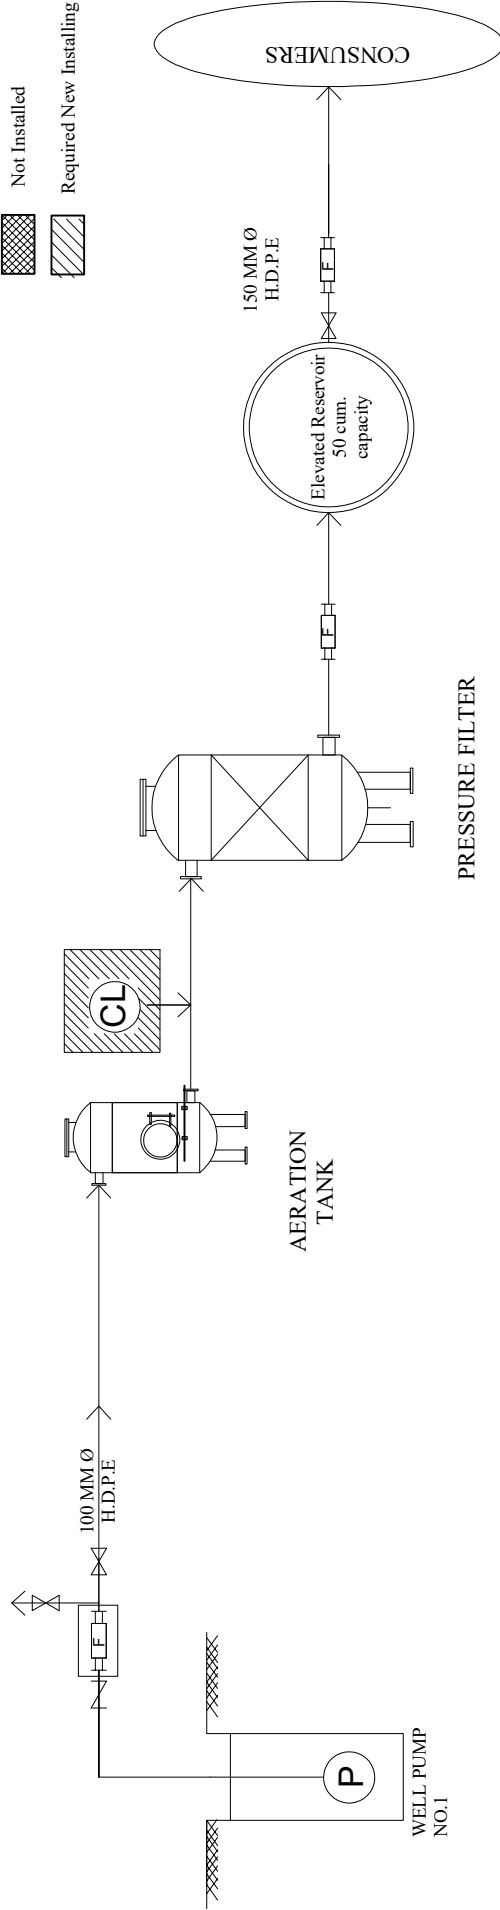 Not Installed
Required New Installing
CONSUMERS
150 MM Ø
H.D.P.E
F
Elevated Reservoir
50 cum.
capacity
F
PRESSURE FILTER
CL
AERATION
TANK
100 MM Ø
H.D.P.E
F
P
WELL PUMP
NO.1